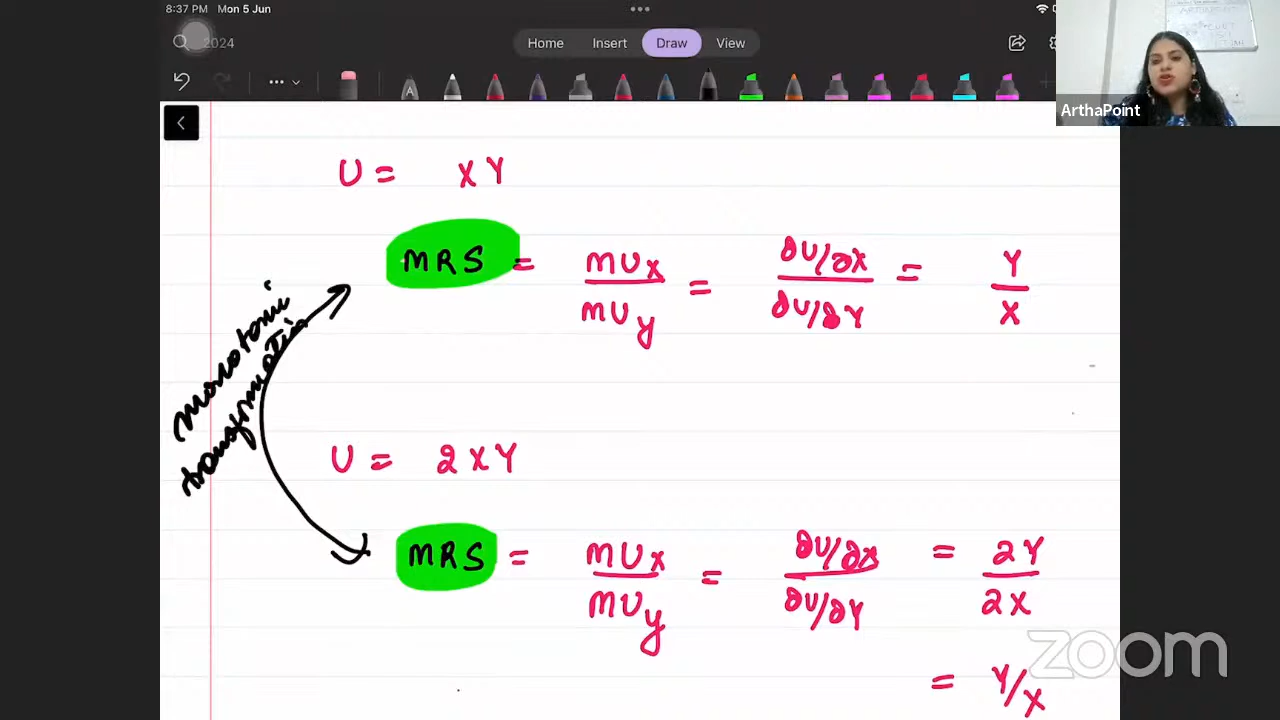 8:37 PM Mon 5 Jun
2024
Home Insert Draw View
ArthaPoint
U = XY
MRS = MUx/MUy = ∂U/∂X / ∂U/∂Y = Y/X
monotonic
transformation
U = 2XY
MRS = MUx/MUy = ∂U/∂X / ∂U/∂Y = 2Y/2X
= Y/X
zoom